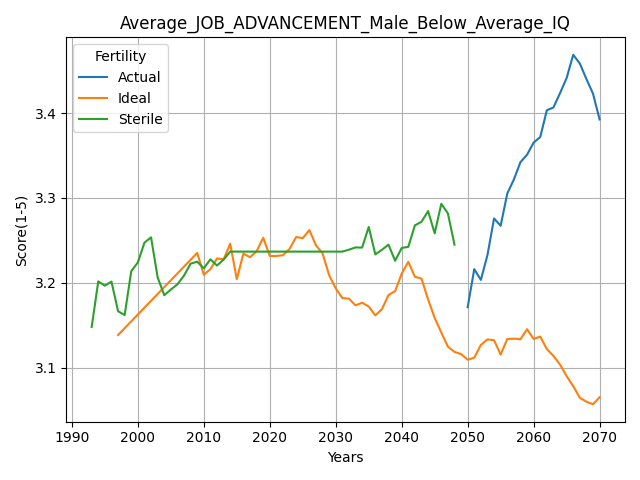 Average_JOB_ADVANCEMENT_Male_Below_Average_IQ
Fertility
Actual
Ideal
Sterile
Score(1-5)
3.4
3.3
3.2
3.1
1990 2000 2010 2020 2030 2040 2050 2060 2070
Years